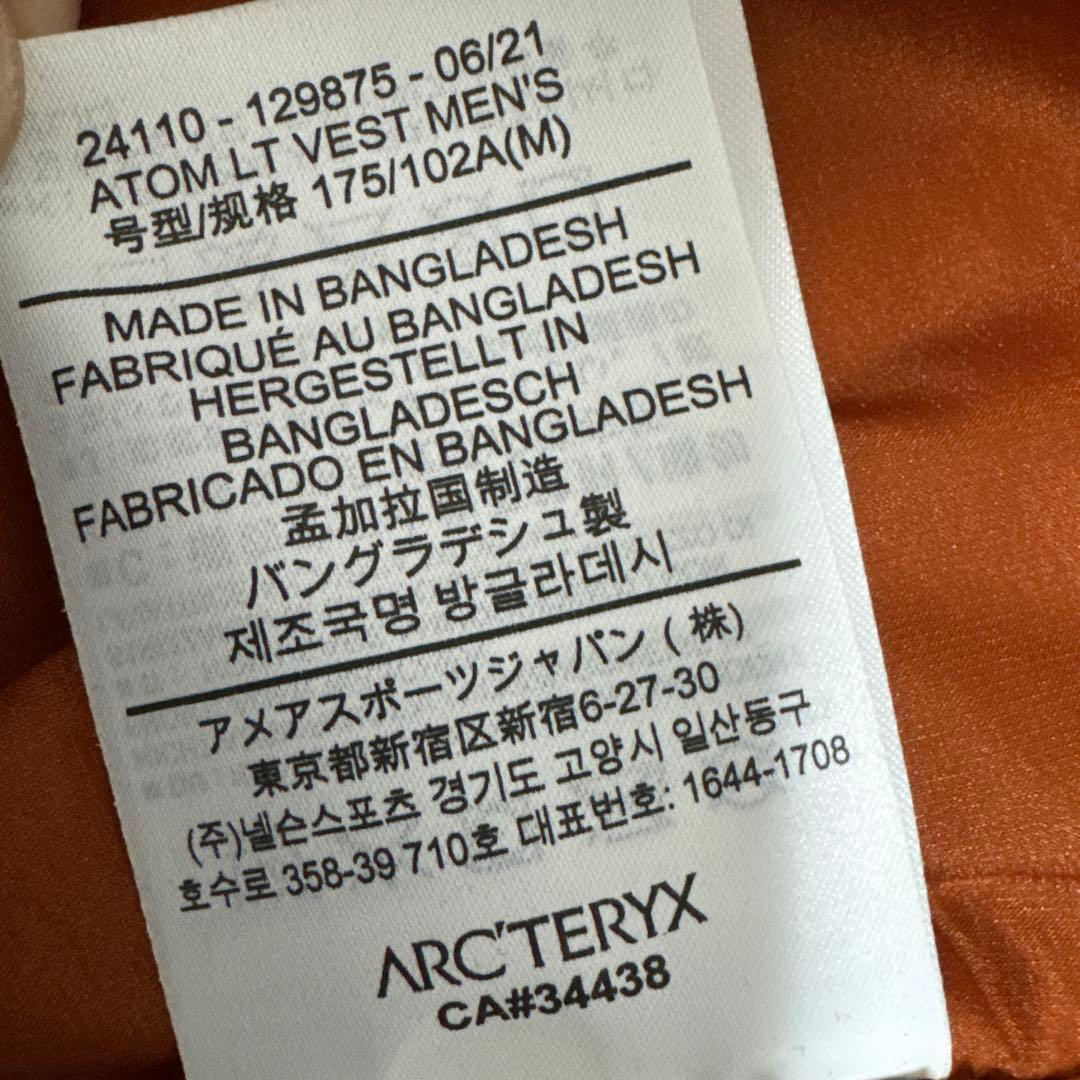 24110 - 129875 - 06/21
ATOM LT VEST MEN'S
号型/规格 175/102A(M)
MADE IN BANGLADESH
FABRIQUÉ AU BANGLADESH
HERGESTELLT IN
BANGLADESCH
FABRICADO EN BANGLADESH
孟加拉国制造
バングラデシュ製
제조국명 방글라데시
アメアスポーツジャパン ( 株)
東京都新宿区新宿6-27-30
(주)넬슨스포츠 경기도 고양시 일산동구
호수로 358-39 710호 대표번호: 1644-1708
ARC'TERYX
CA#34438